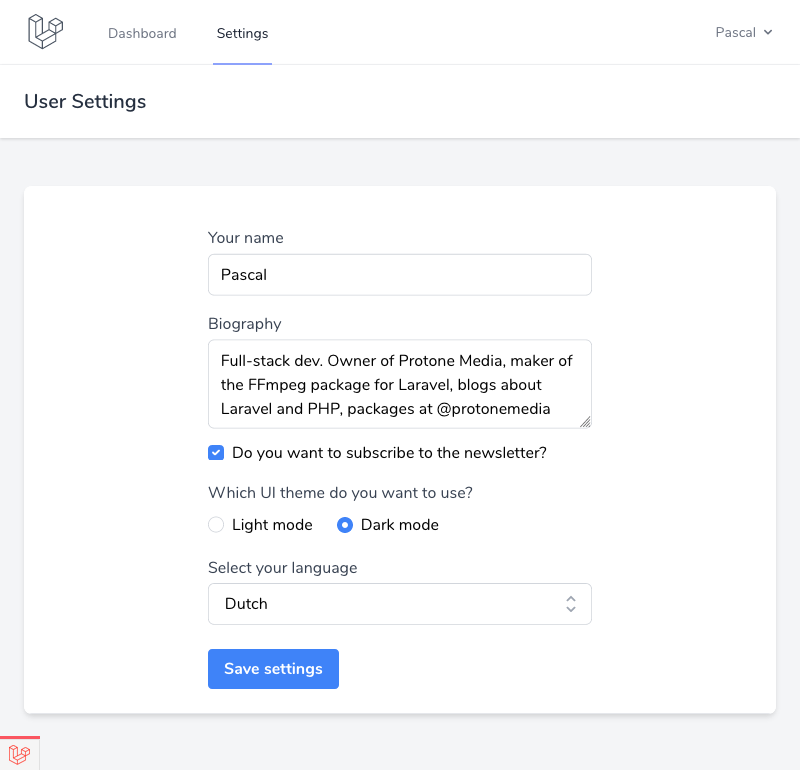 Dashboard
Settings
Pascal
User Settings
Your name
Pascal
Biography
Full-stack dev. Owner of Protone Media, maker of
the FFmpeg package for Laravel, blogs about
Laravel and PHP, packages at @protonemedia
Do you want to subscribe to the newsletter?
Which UI theme do you want to use?
Light mode
Dark mode
Select your language
Dutch
Save settings